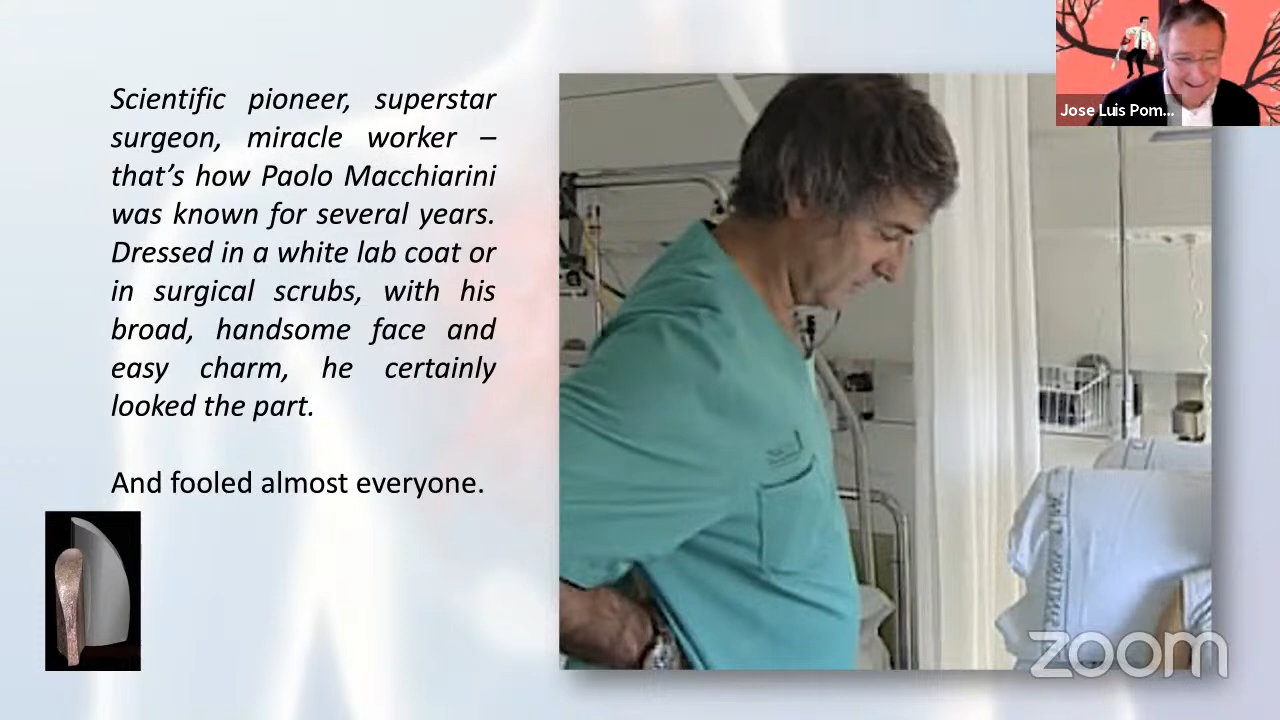 Scientific pioneer, superstar
surgeon, miracle worker –
that’s how Paolo Macchiarini
was known for several years.
Dressed in a white lab coat or
in surgical scrubs, with his
broad, handsome face and
easy charm, he certainly
looked the part.
And fooled almost everyone.
Jose Luis Pom...
zoom